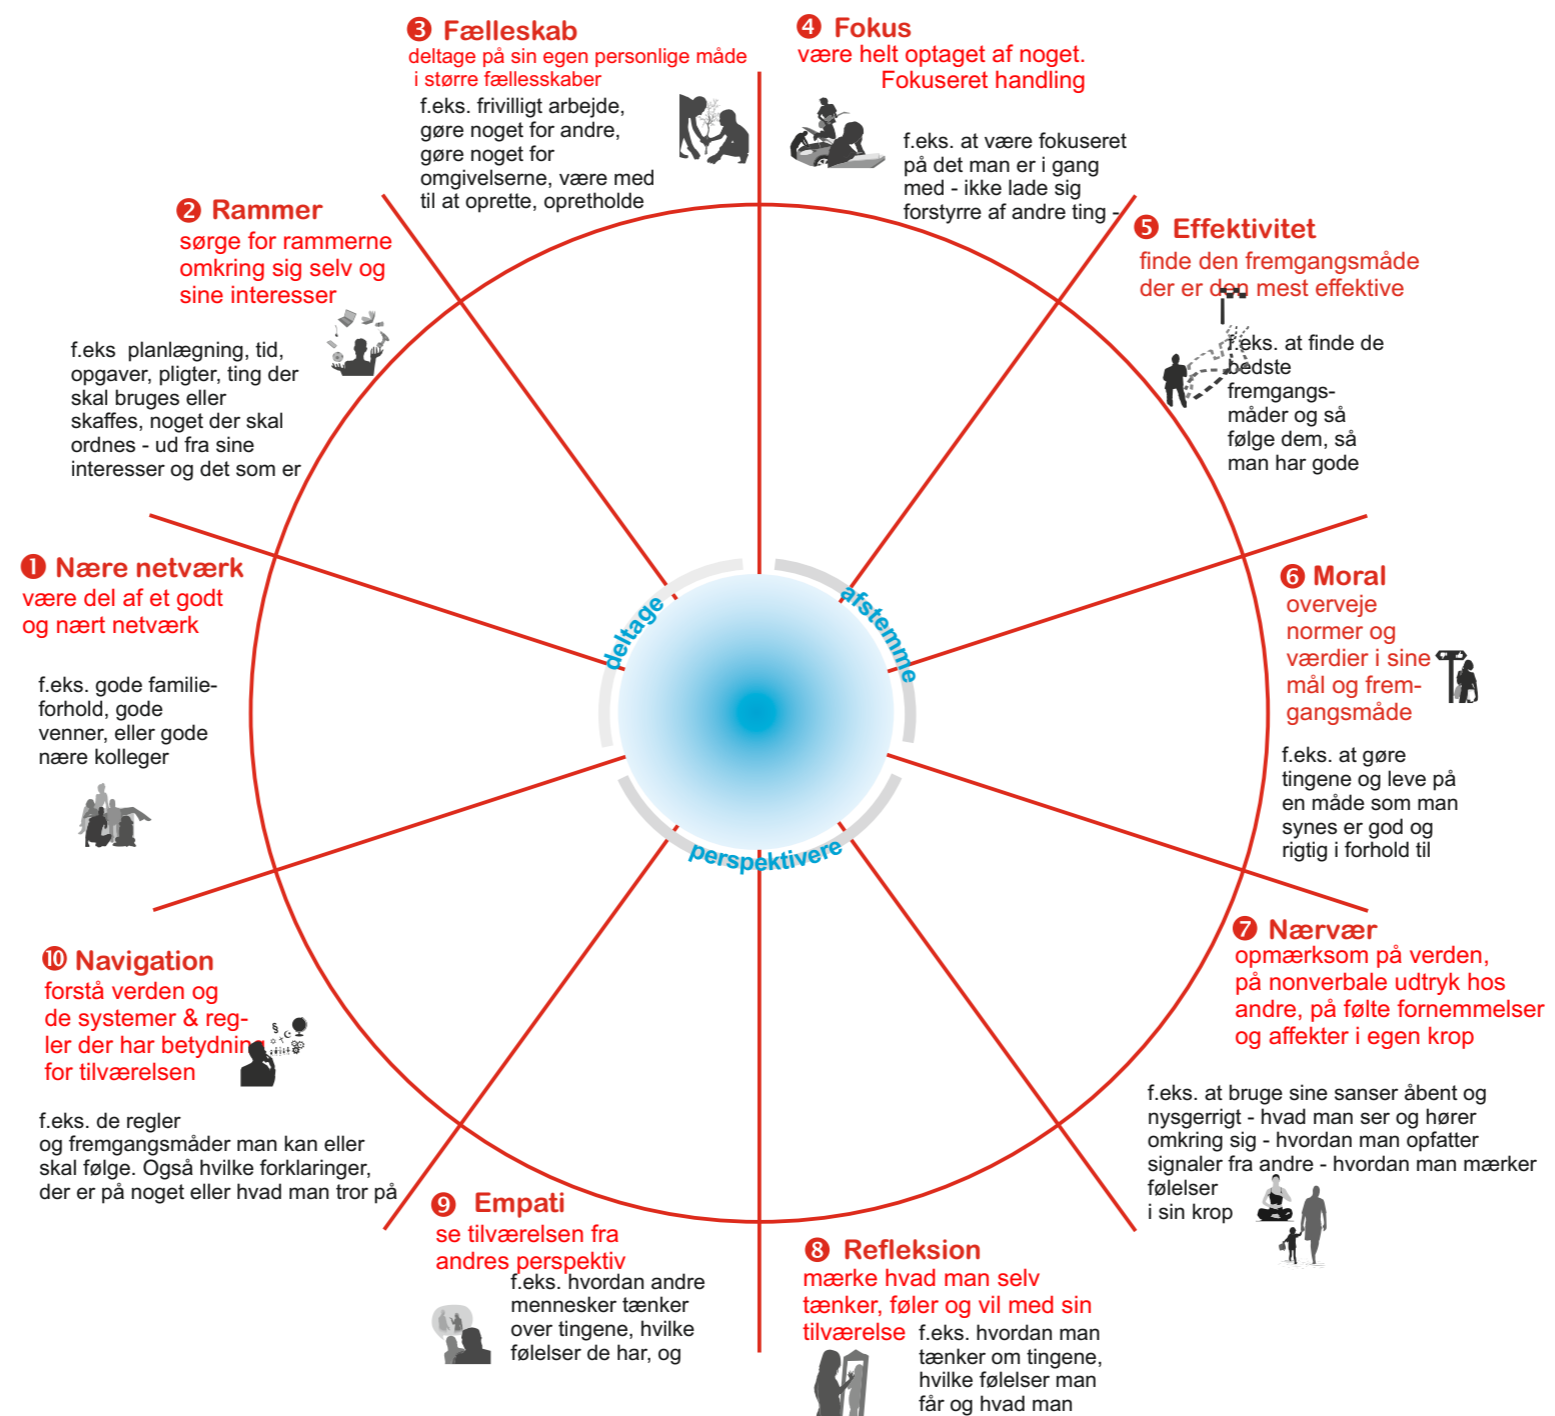 ❶ Nære netværk
være del af et godt
og nært netværk
f.eks. gode familie-
forhold, gode
venner, eller gode
nære kolleger
❷ Rammer
sørge for rammerne
omkring sig selv og
sine interesser
f.eks planlægning, tid,
opgaver, pligter, ting der
skal bruges eller
skaffes, noget der skal
ordnes - ud fra sine
interesser og det som er
❸ Fælleskab
deltage på sin egen personlige måde
i større fællesskaber
f.eks. frivilligt arbejde,
gøre noget for andre,
gøre noget for
omgivelserne, være med
til at oprette, opretholde
❹ Fokus
være helt optaget af noget.
Fokuseret handling
f.eks. at være fokuseret
på det man er i gang
med - ikke lade sig
forstyrre af andre ting -
❺ Effektivitet
finde den fremgangsmåde
der er den mest effektive
f.eks. at finde de
bedste
fremgangs-
måder og så
følge dem, så
man har gode
❻ Moral
overveje
normer og
værdier i sine
mål og frem-
gangsmåde
f.eks. at gøre
tingene og leve på
en måde som man
synes er god og
rigtig i forhold til
❼ Nærvær
opmærksom på verden,
på nonverbale udtryk hos
andre, på følte fornemmelser
og affekter i egen krop
f.eks. at bruge sine sanser åbent og
nysgerrigt - hvad man ser og hører
omkring sig - hvordan man opfatter
signaler fra andre - hvordan man mærker
følelser
i sin krop
❽ Refleksion
mærke hvad man selv
tænker, føler og vil med sin
tilværelse
f.eks. hvordan man
tænker om tingene,
hvilke følelser man
får og hvad man
❾ Empati
se tilværelsen fra
andres perspektiv
f.eks. hvordan andre
mennesker tænker
over tingene, hvilke
følelser de har, og
❿ Navigation
forstå verden og
de systemer & reg-
ler der har betydning
for tilværelsen
§
f.eks. de regler
og fremgangsmåder man kan eller
skal følge. Også hvilke forklaringer,
der er på noget eller hvad man tror på
deltage
afstemme
perspektivere